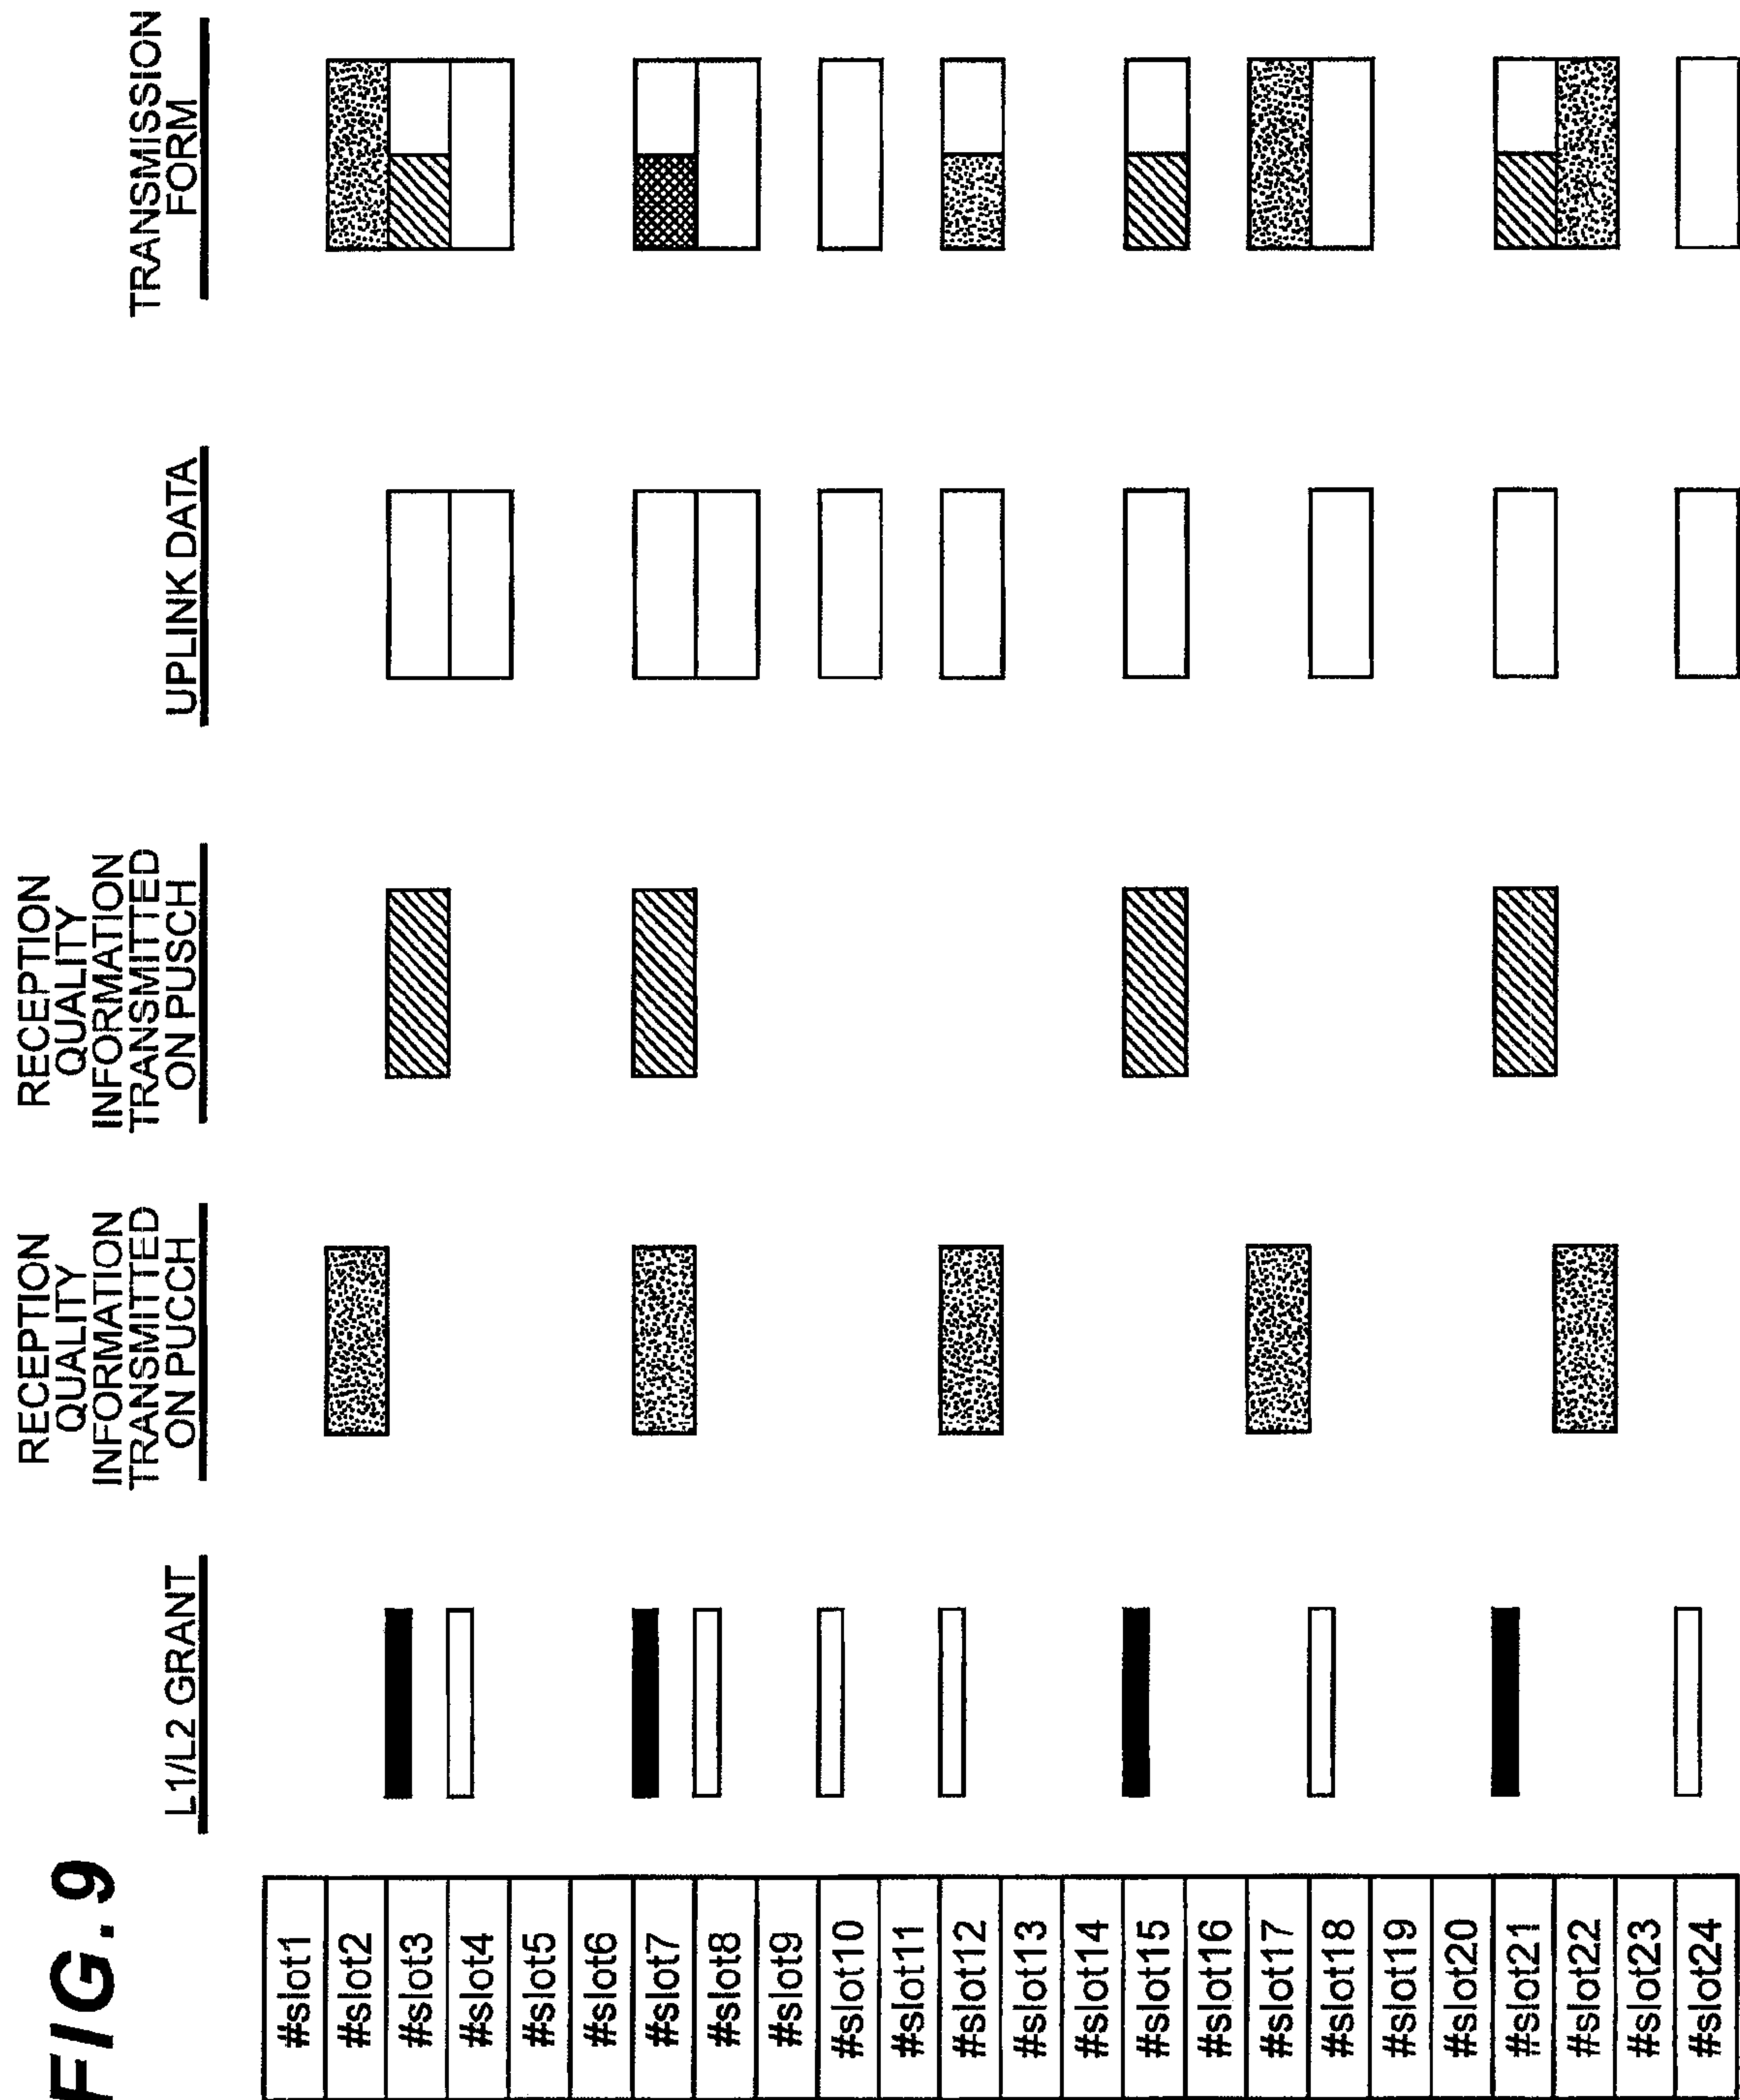 FIG.9
L1/L2 GRANT
RECEPTION
QUALITY
INFORMATION
TRANSMITTED
ON PUCCH
RECEPTION
QUALITY
INFORMATION
TRANSMITTED
ON PUSCH
UPLINK DATA
TRANSMISSION
FORM
#slot1
#slot2
#slot3
#slot4
#slot5
#slot6
#slot7
#slot8
#slot9
#slot10
#slot11
#slot12
#slot13
#slot14
#slot15
#slot16
#slot17
#slot18
#slot19
#slot20
#slot21
#slot22
#slot23
#slot24